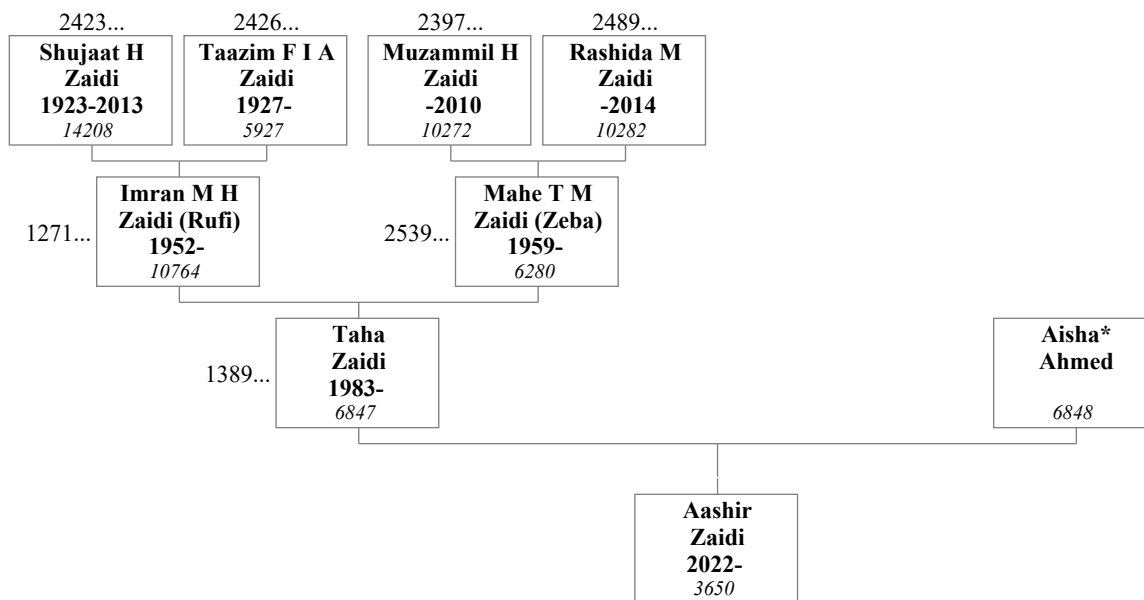 2423...
2426...
2397...
2489...
Shujaat H
Zaidi
1923-2013
14208
Taazim F I A
Zaidi
1927-
5927
Muzammil H
Zaidi
-2010
10272
Rashida M
Zaidi
-2014
10282
1271...
Imran M H
Zaidi (Rufi)
1952-
10764
2539...
Mahe T M
Zaidi (Zeba)
1959-
6280
1389...
Taha
Zaidi
1983-
6847
Aisha*
Ahmed
6848
Aashir
Zaidi
2022-
3650